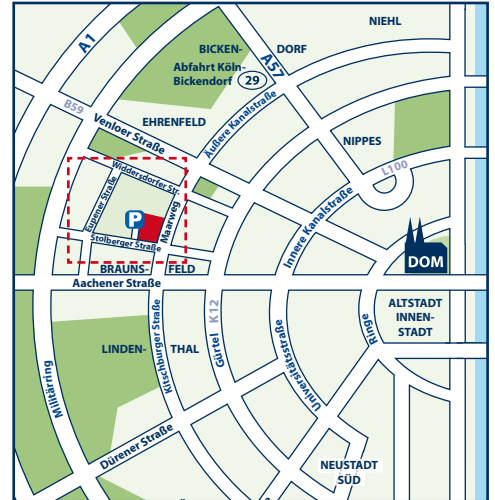 NIEHL
A1
BICKEN-
DORF
A57
Abfahrt Köln-
Bickendorf
29
B59
Venloer Straße
EHRENFELD
Äußere Kanalstraße
NIPPES
L100
Widdersdorfer Str.
Eupener Straße
Maarweg
P
Stolberger Straße
Innere Kanalstraße
DOM
BRAUNS-
FELD
Aachener Straße
ALTSTADT
INNEN-
STADT
K12
Gürtel
Kitschburger Straße
Universitätsstraße
Ringe
LINDEN-
THAL
Militärring
Dürener Straße
NEUSTADT
SÜD